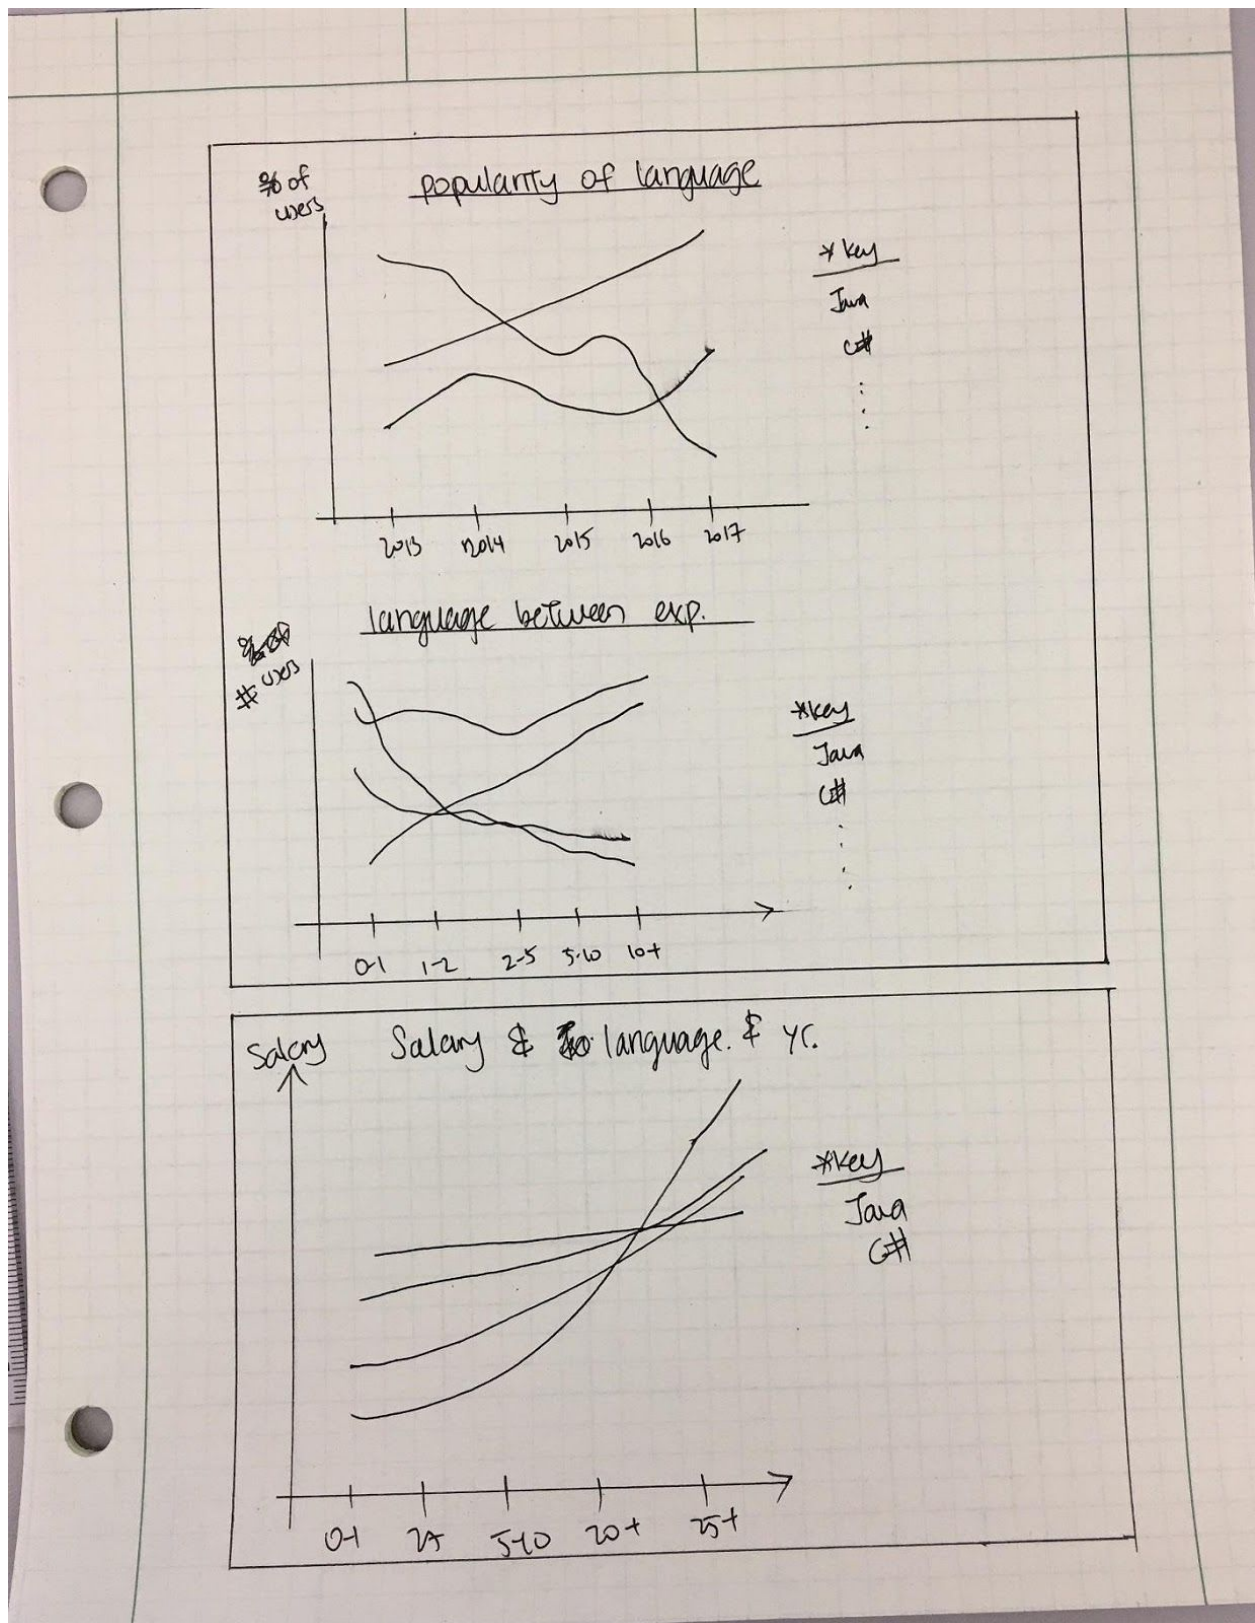 % of
users
popularity of language
*key
Java
C#
2013 2014 2015 2016 2017
language between exp.
# users
*key
Java
C#
0-1 1-2 2-5 5-10 10+
Salary
Salary & language. & yr.
*key
Java
C#
0-1 5-10 20+ 25+